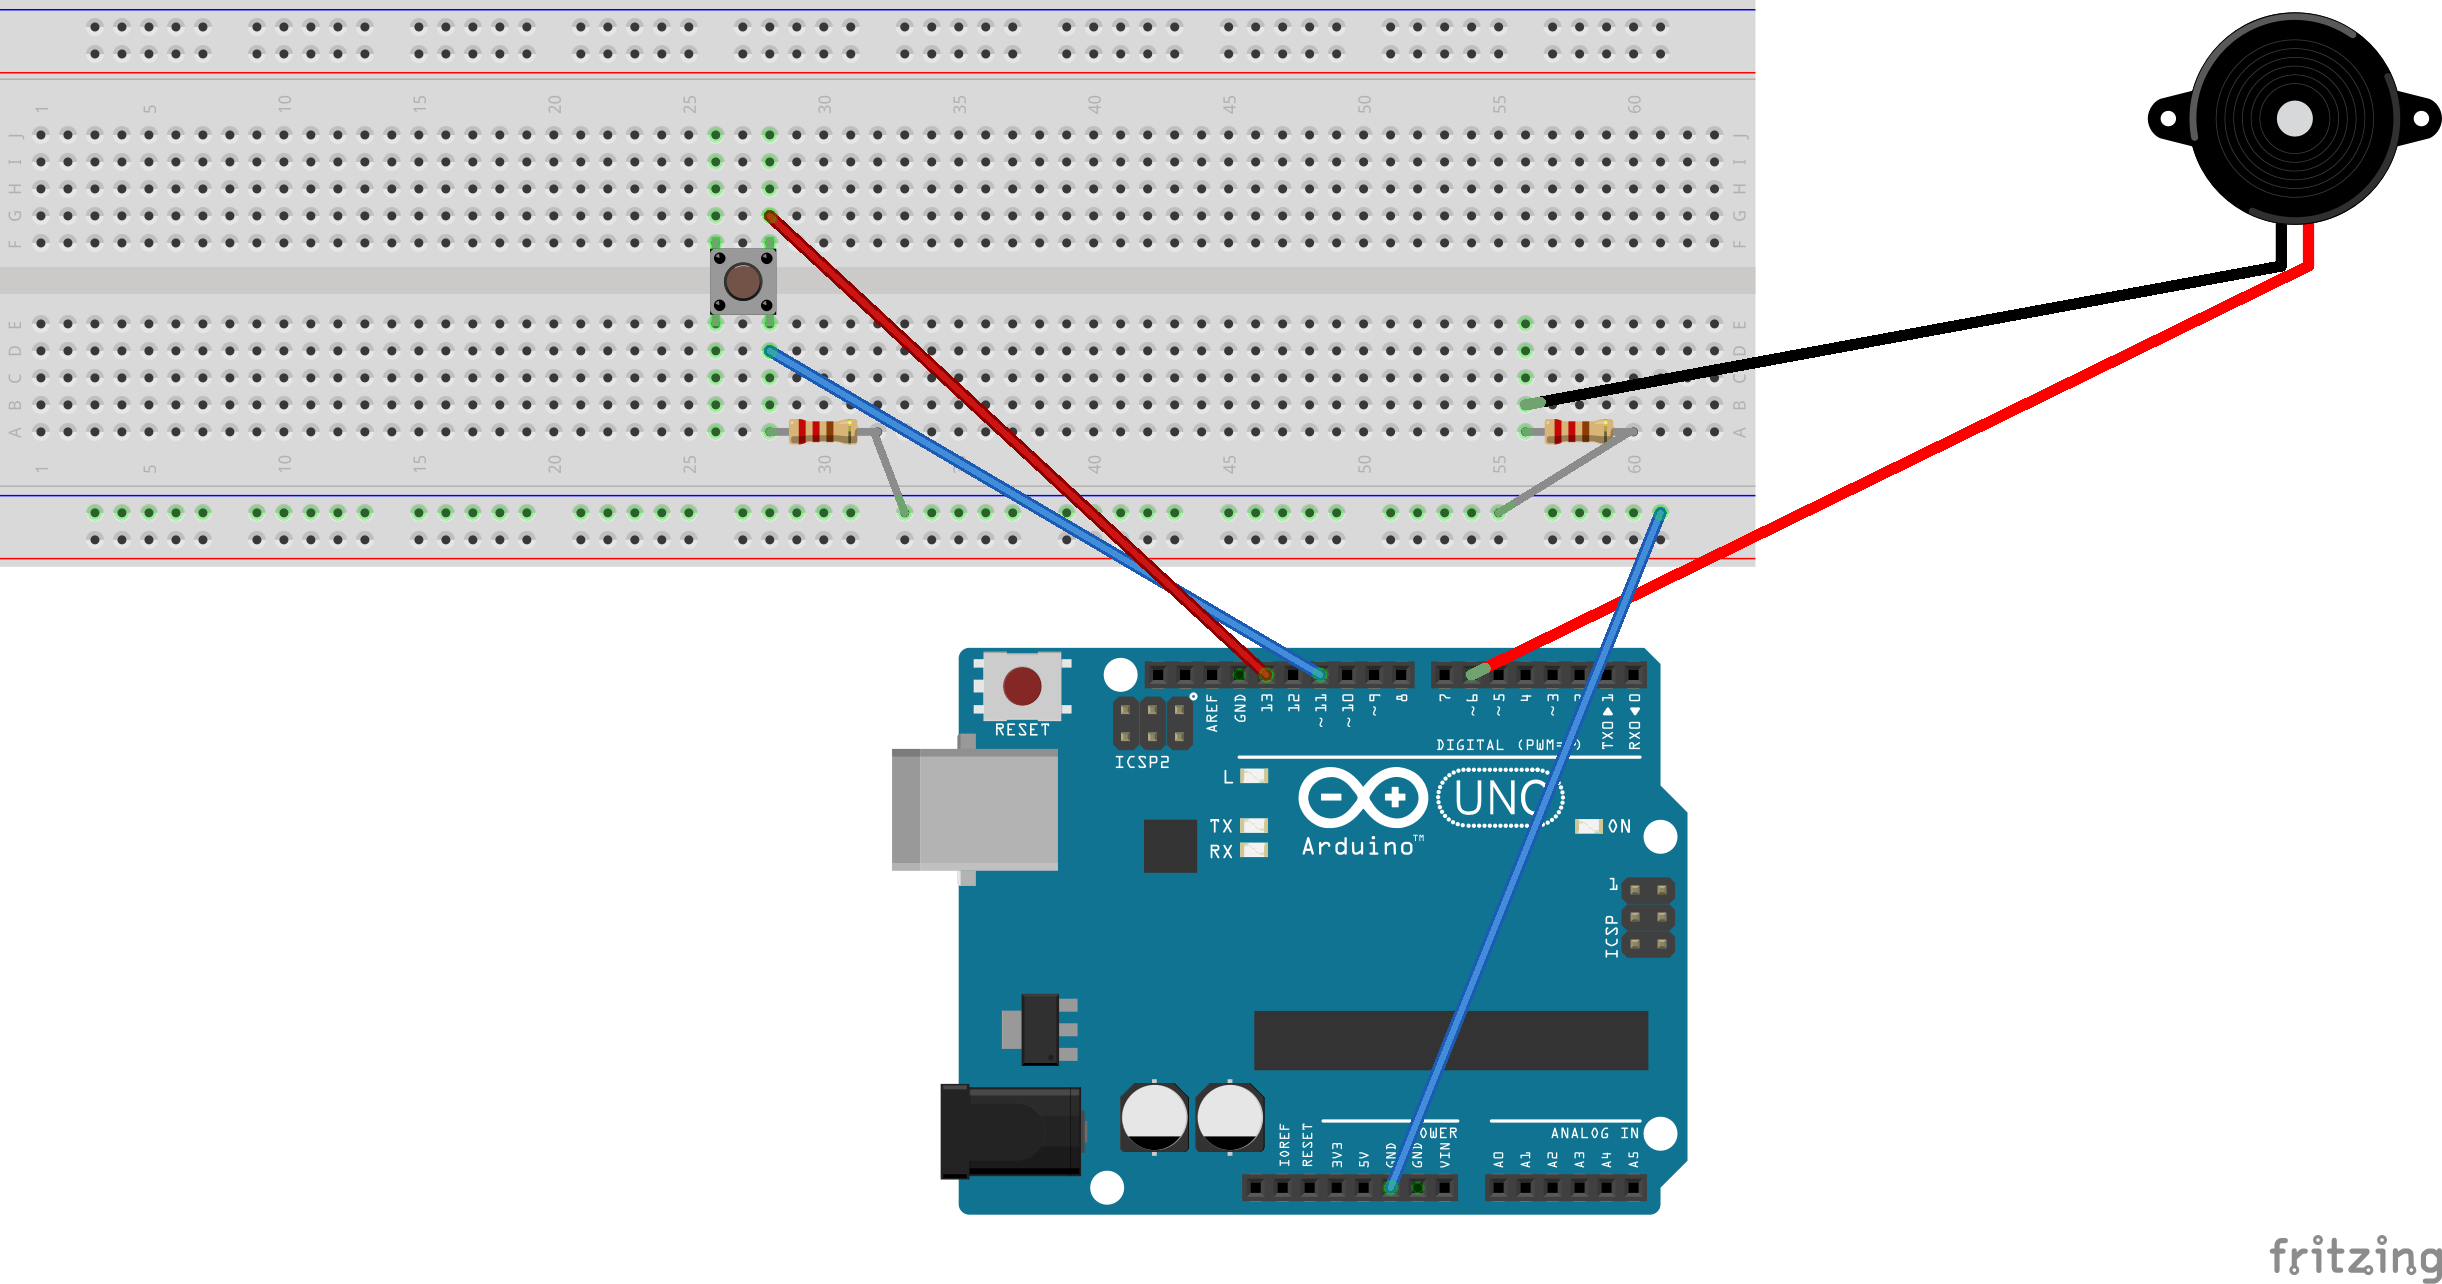 1 5 10 15 20 25 30 35 40 45 50 55 60
J J
I I
H H
G G
F F
E E
D D
C C
B B
A A
1 5 10 15 20 25 30 40 45 50 55 60
RESET
ICSP2
AREF
GND
13
12
~11
~10
~9
8
7
~6
~5
4
~3
2
TX0▶1
RX0◀0
DIGITAL (PWM=~)
L
TX
RX
UNO
Arduino™
ON
1
ICSP
POWER
ANALOG IN
IOREF
RESET
3V3
5V
GND
GND
VIN
A0
A1
A2
A3
A4
A5
fritzing